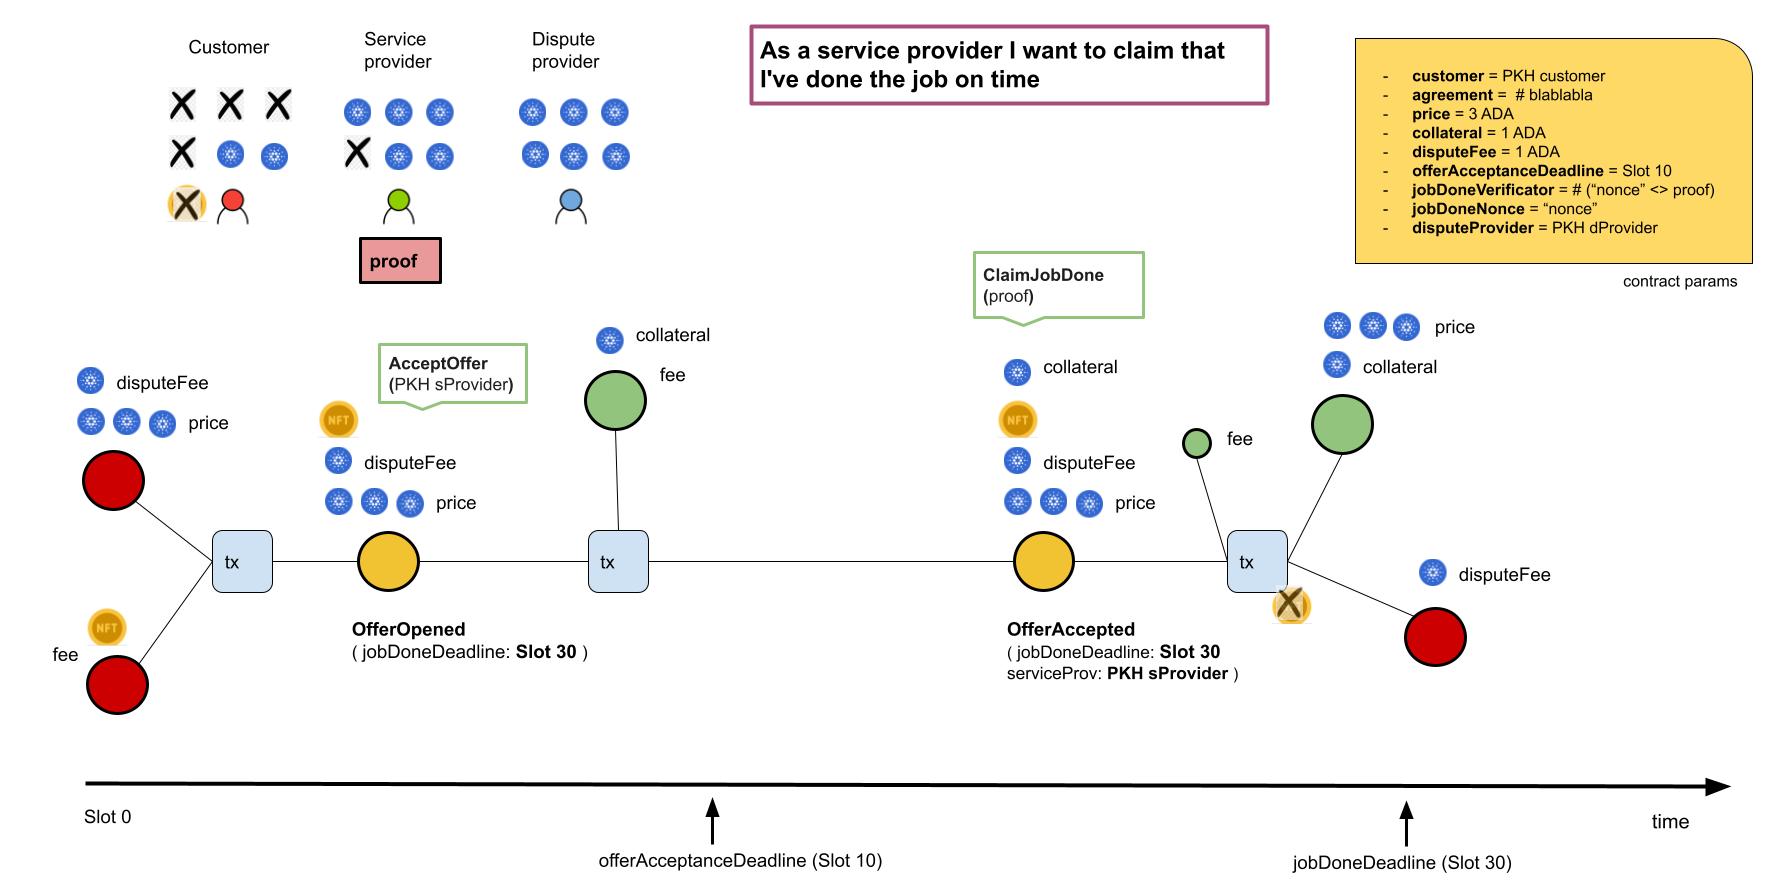 Customer
Service
provider
Dispute
provider
As a service provider I want to claim that
I've done the job on time
- customer = PKH customer
- agreement = # blablabla
- price = 3 ADA
- collateral = 1 ADA
- disputeFee = 1 ADA
- offerAcceptanceDeadline = Slot 10
- jobDoneVerificator = # (“nonce” <> proof)
- jobDoneNonce = “nonce”
- disputeProvider = PKH dProvider
contract params
proof
ClaimJobDone
(proof)
AcceptOffer
(PKH sProvider)
collateral
fee
disputeFee
price
NFT
disputeFee
price
collateral
NFT
disputeFee
price
fee
price
collateral
tx
tx
tx
disputeFee
NFT
fee
OfferOpened
( jobDoneDeadline: Slot 30 )
OfferAccepted
( jobDoneDeadline: Slot 30
serviceProv: PKH sProvider )
Slot 0
time
offerAcceptanceDeadline (Slot 10)
jobDoneDeadline (Slot 30)